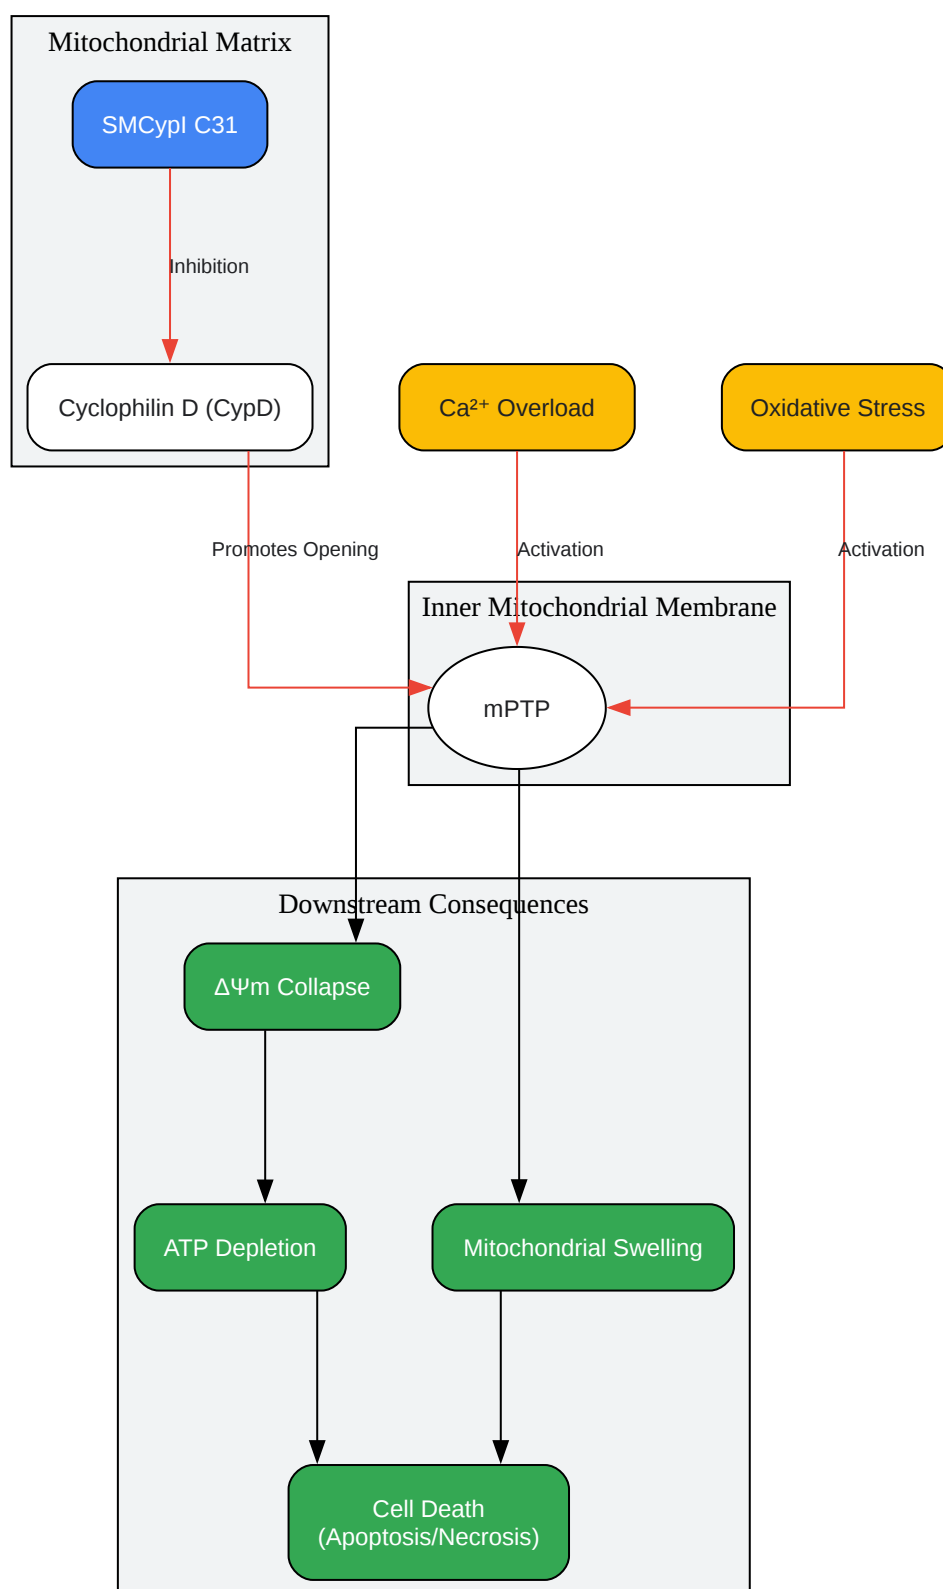 Mitochondrial Matrix
SMCypI C31
Inhibition
Cyclophilin D (CypD)
Ca²⁺ Overload
Oxidative Stress
Promotes Opening
Activation
Activation
Inner Mitochondrial Membrane
mPTP
Downstream Consequences
ΔΨm Collapse
ATP Depletion
Mitochondrial Swelling
Cell Death
(Apoptosis/Necrosis)